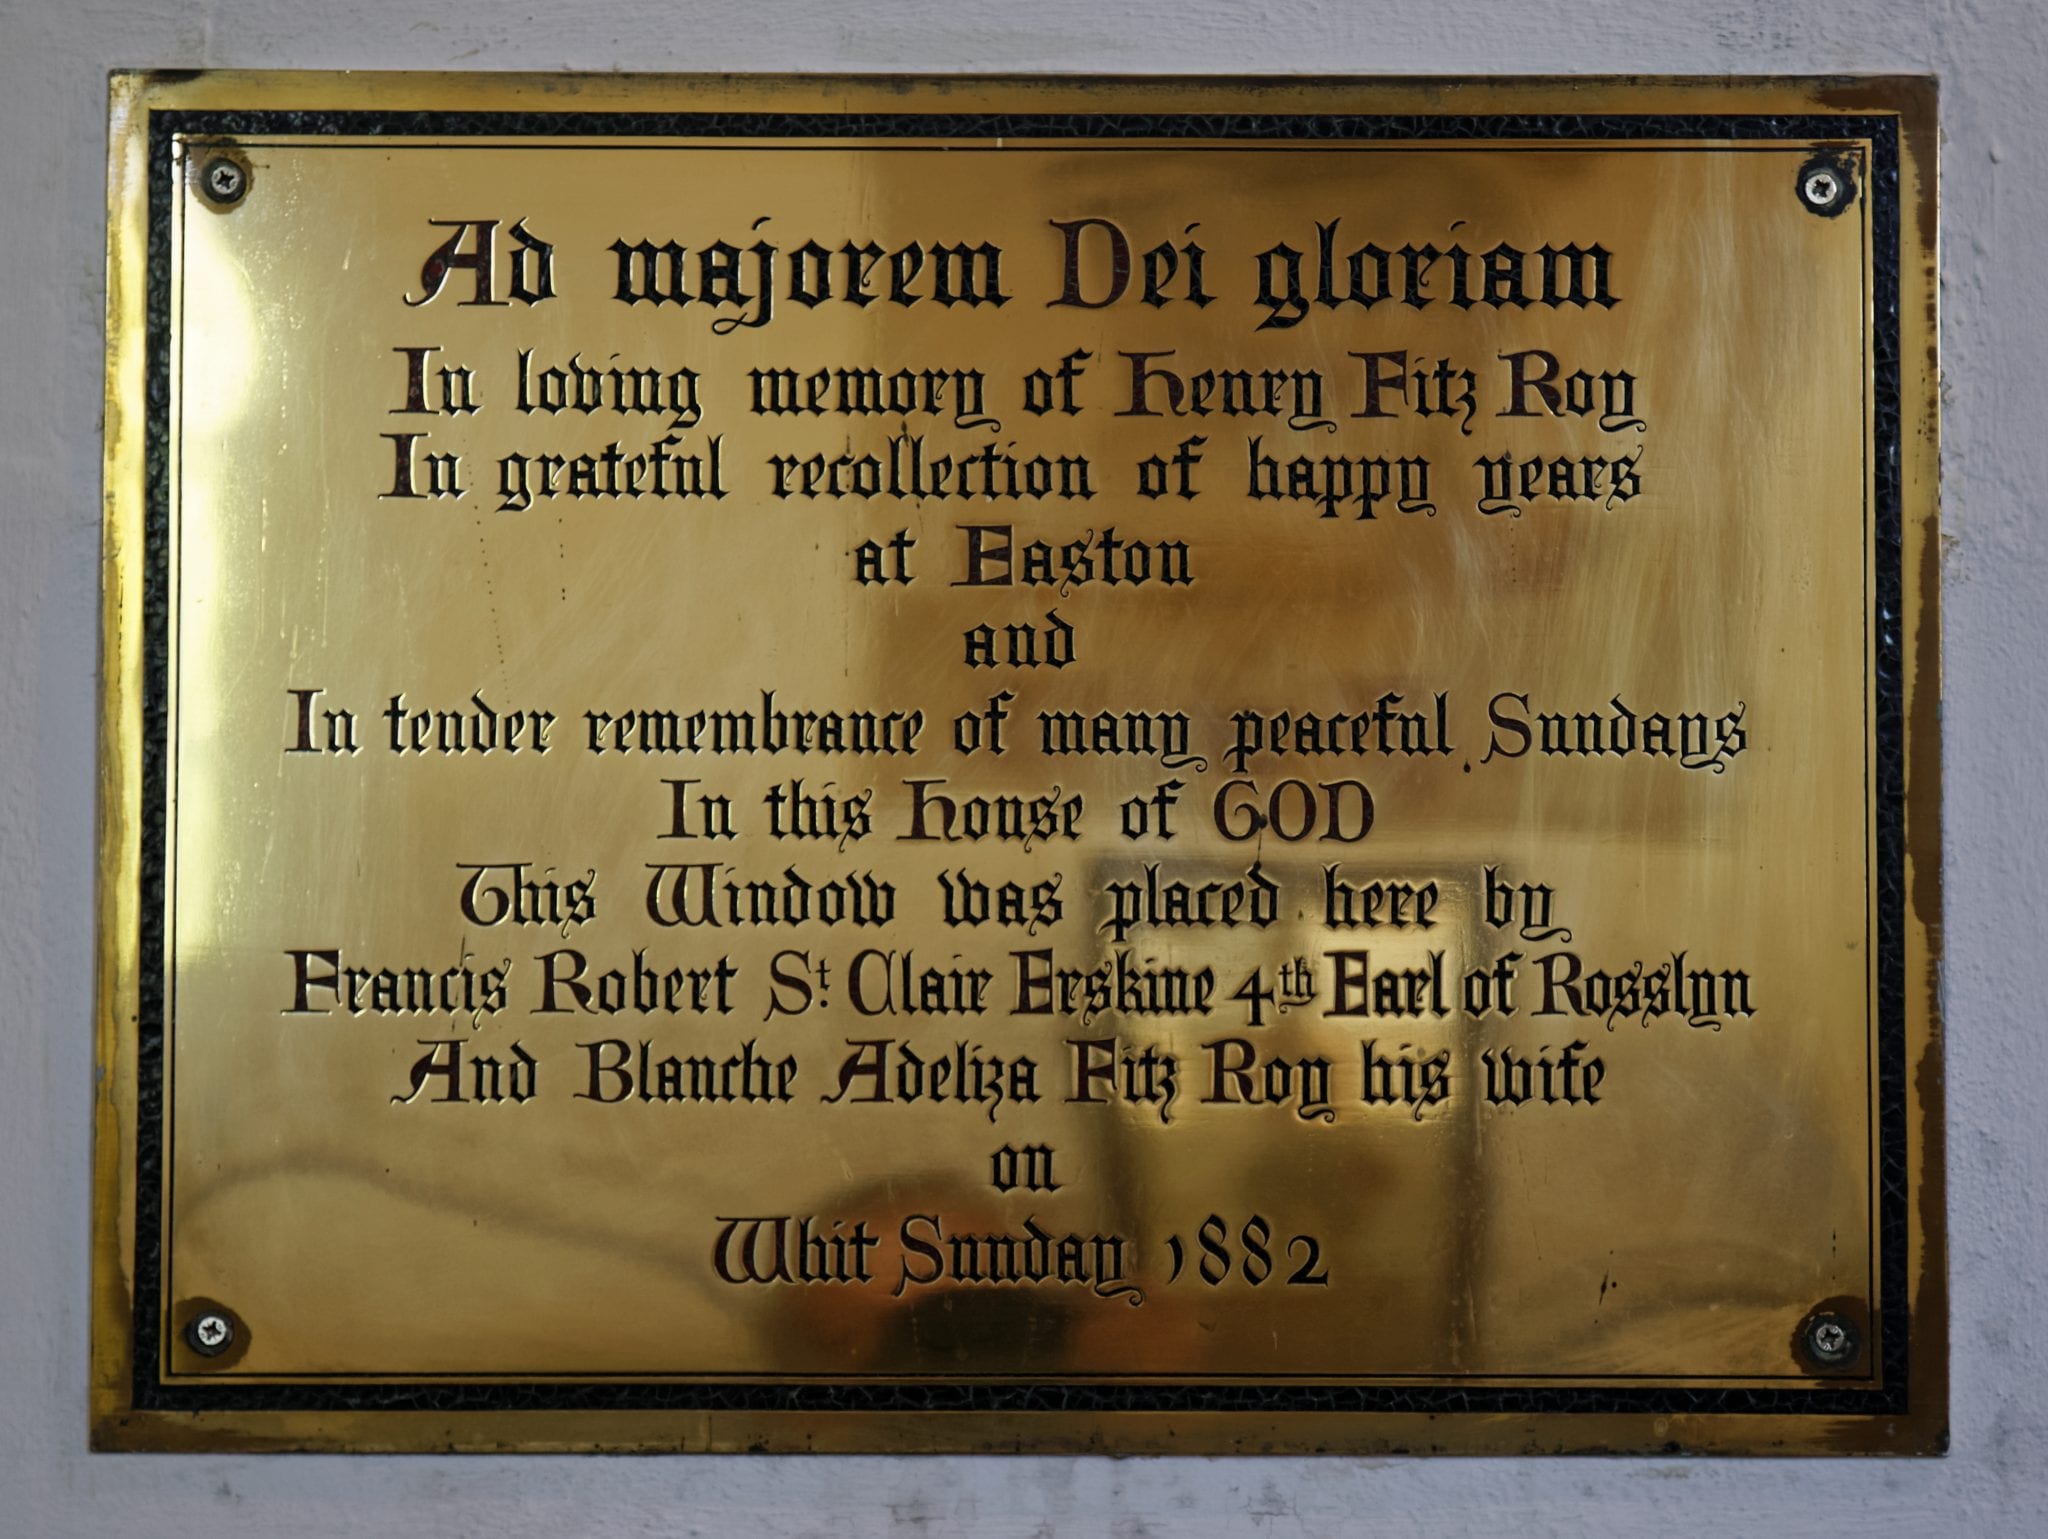 Ad majorem Dei gloriam
In loving memory of Henry Fitz Roy
In grateful recollection of happy years
at Easton
and
In tender remembrance of many peaceful Sundays
In this House of GOD
This Window was placed here by
Francis Robert St. Clair Erskine 4th Earl of Rosslyn
And Blanche Adeliza Fitz Roy his wife
on
Whit Sunday 1882